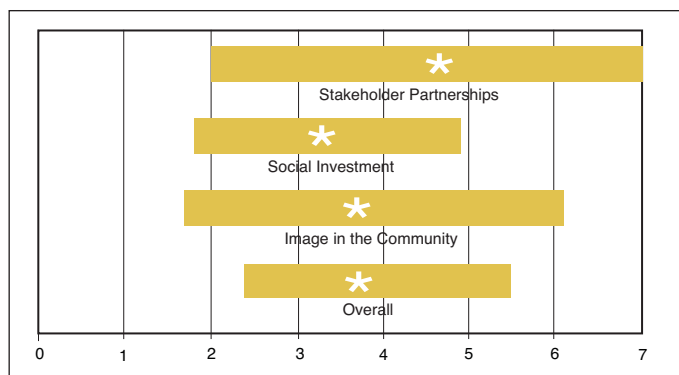 Stakeholder Partnerships
Social Investment
Image in the Community
Overall
0 1 2 3 4 5 6 7